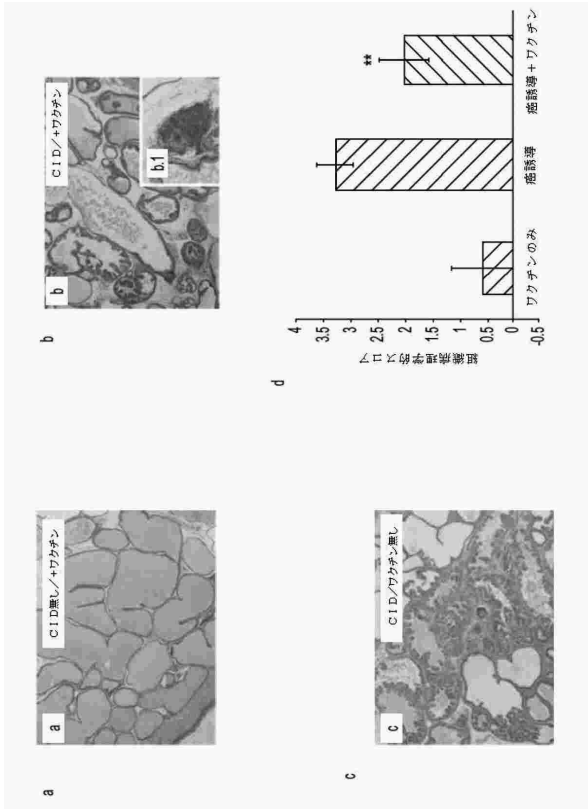 a
a
CID無し/+ワクチン
b
b
CID/+ワクチン
b.1
c
c
CID/ワクチン無し
d
組織病理学的スコア
4
3.5
3
2.5
2
1.5
1
0.5
0
-0.5
**
ワクチンのみ
癌誘導
癌誘導+ワクチン